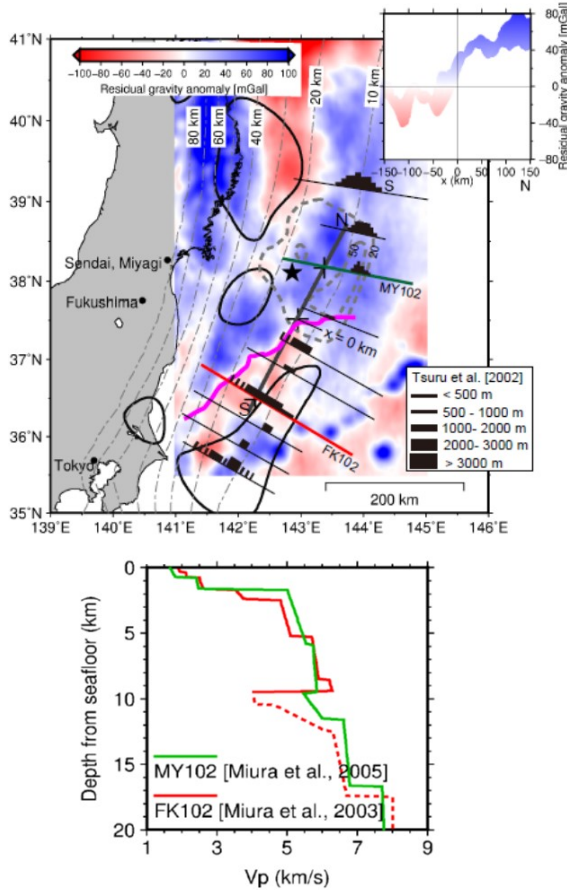 41°N
40°N
39°N
38°N
37°N
36°N
35°N
139°E 140°E 141°E 142°E 143°E 144°E 145°E 146°E
−100−80 −60 −40 −20 0 20 40 60 80 100
Residual gravity anomaly [mGal]
80 km
60 km
40 km
20 km
10 km
Sendai, Miyagi
Fukushima
Tokyo
S
N
50
20
MY102
x = 0 km
S
FK102
200 km
80
40
0
−40
−80
Residual gravity anomaly [mGal]
−150−100 −50 0 50 100 150
x (km)
N
Tsuru et al. [2002]
< 500 m
500 - 1000 m
1000- 2000 m
2000- 3000 m
> 3000 m
0
5
10
15
20
Depth from seafloor (km)
MY102 [Miura et al., 2005]
FK102 [Miura et al., 2003]
1 3 5 7 9
Vp (km/s)